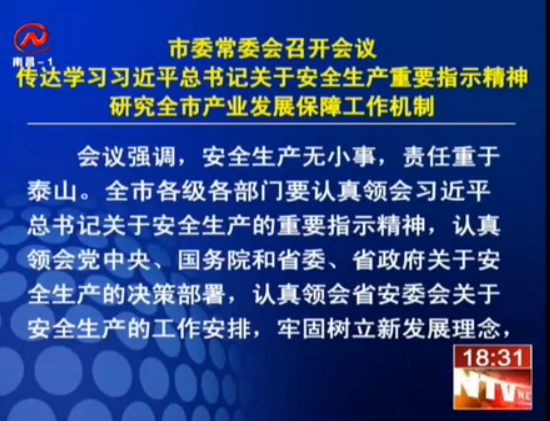 南昌-1
市委常委会召开会议
传达学习习近平总书记关于安全生产重要指示精神
研究全市产业发展保障工作机制
会议强调，安全生产无小事，责任重于
泰山。全市各级各部门要认真领会习近平
总书记关于安全生产的重要指示精神，认真
领会党中央、国务院和省委、省政府关于安
全生产的决策部署，认真领会省安委会关于
安全生产的工作安排，牢固树立新发展理念，
18:31
NTV NE